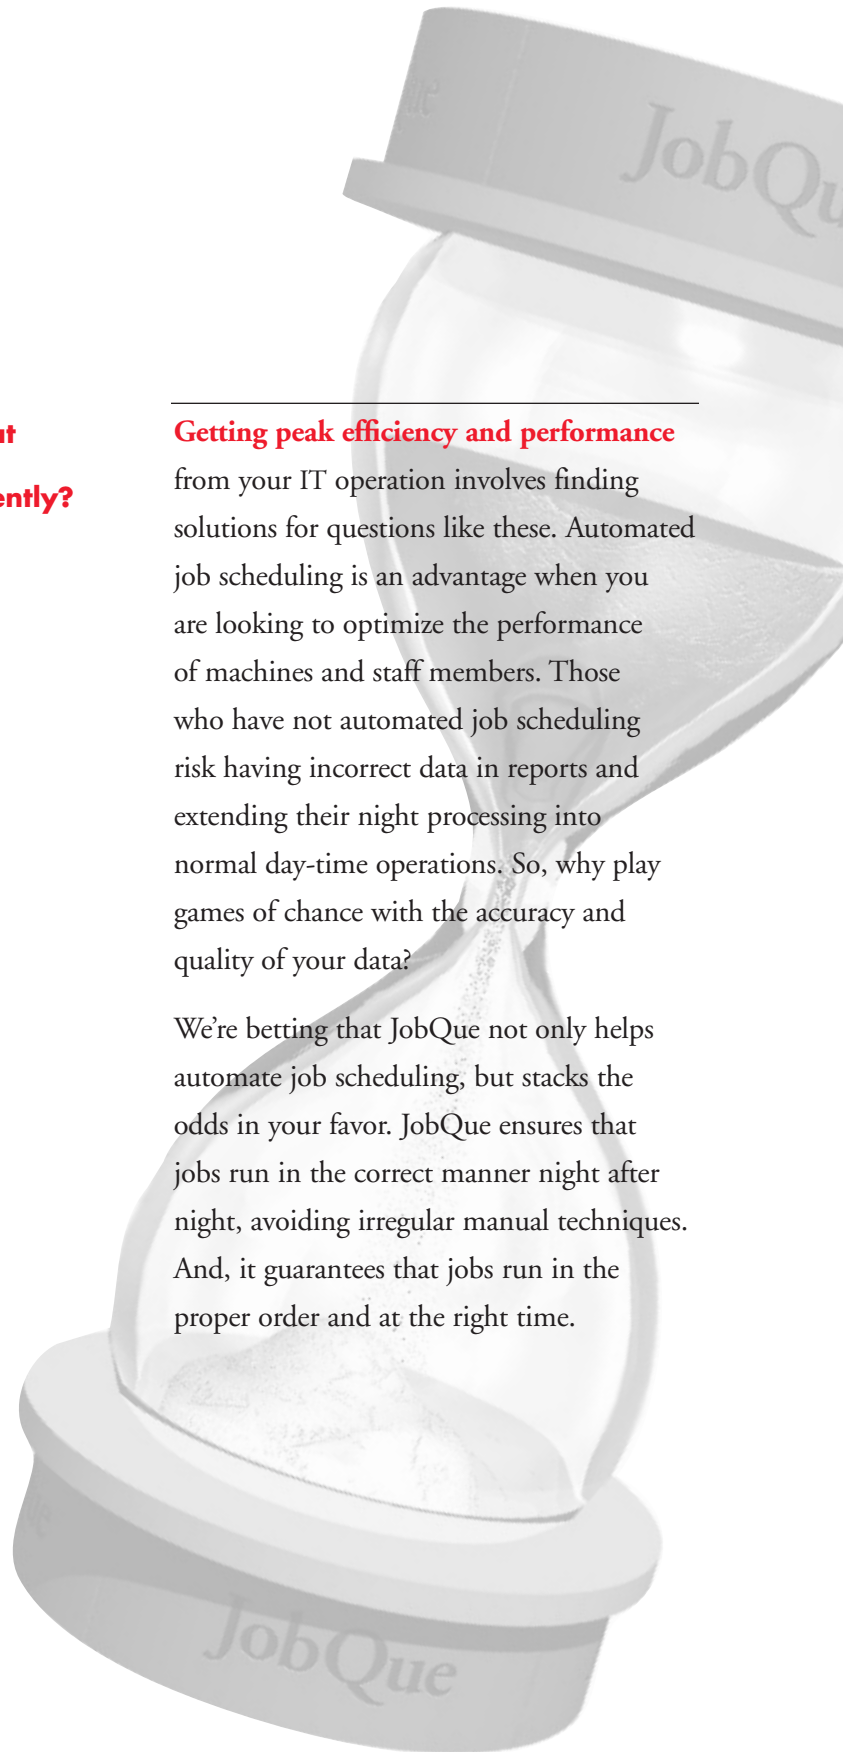 JobQu
ently?
Getting peak efficiency and performance
from your IT operation involves finding
solutions for questions like these. Automated
job scheduling is an advantage when you
are looking to optimize the performance
of machines and staff members. Those
who have not automated job scheduling
risk having incorrect data in reports and
extending their night processing into
normal day-time operations. So, why play
games of chance with the accuracy and
quality of your data?
We’re betting that JobQue not only helps
automate job scheduling, but stacks the
odds in your favor. JobQue ensures that
jobs run in the correct manner night after
night, avoiding irregular manual techniques.
And, it guarantees that jobs run in the
proper order and at the right time.
JobQue